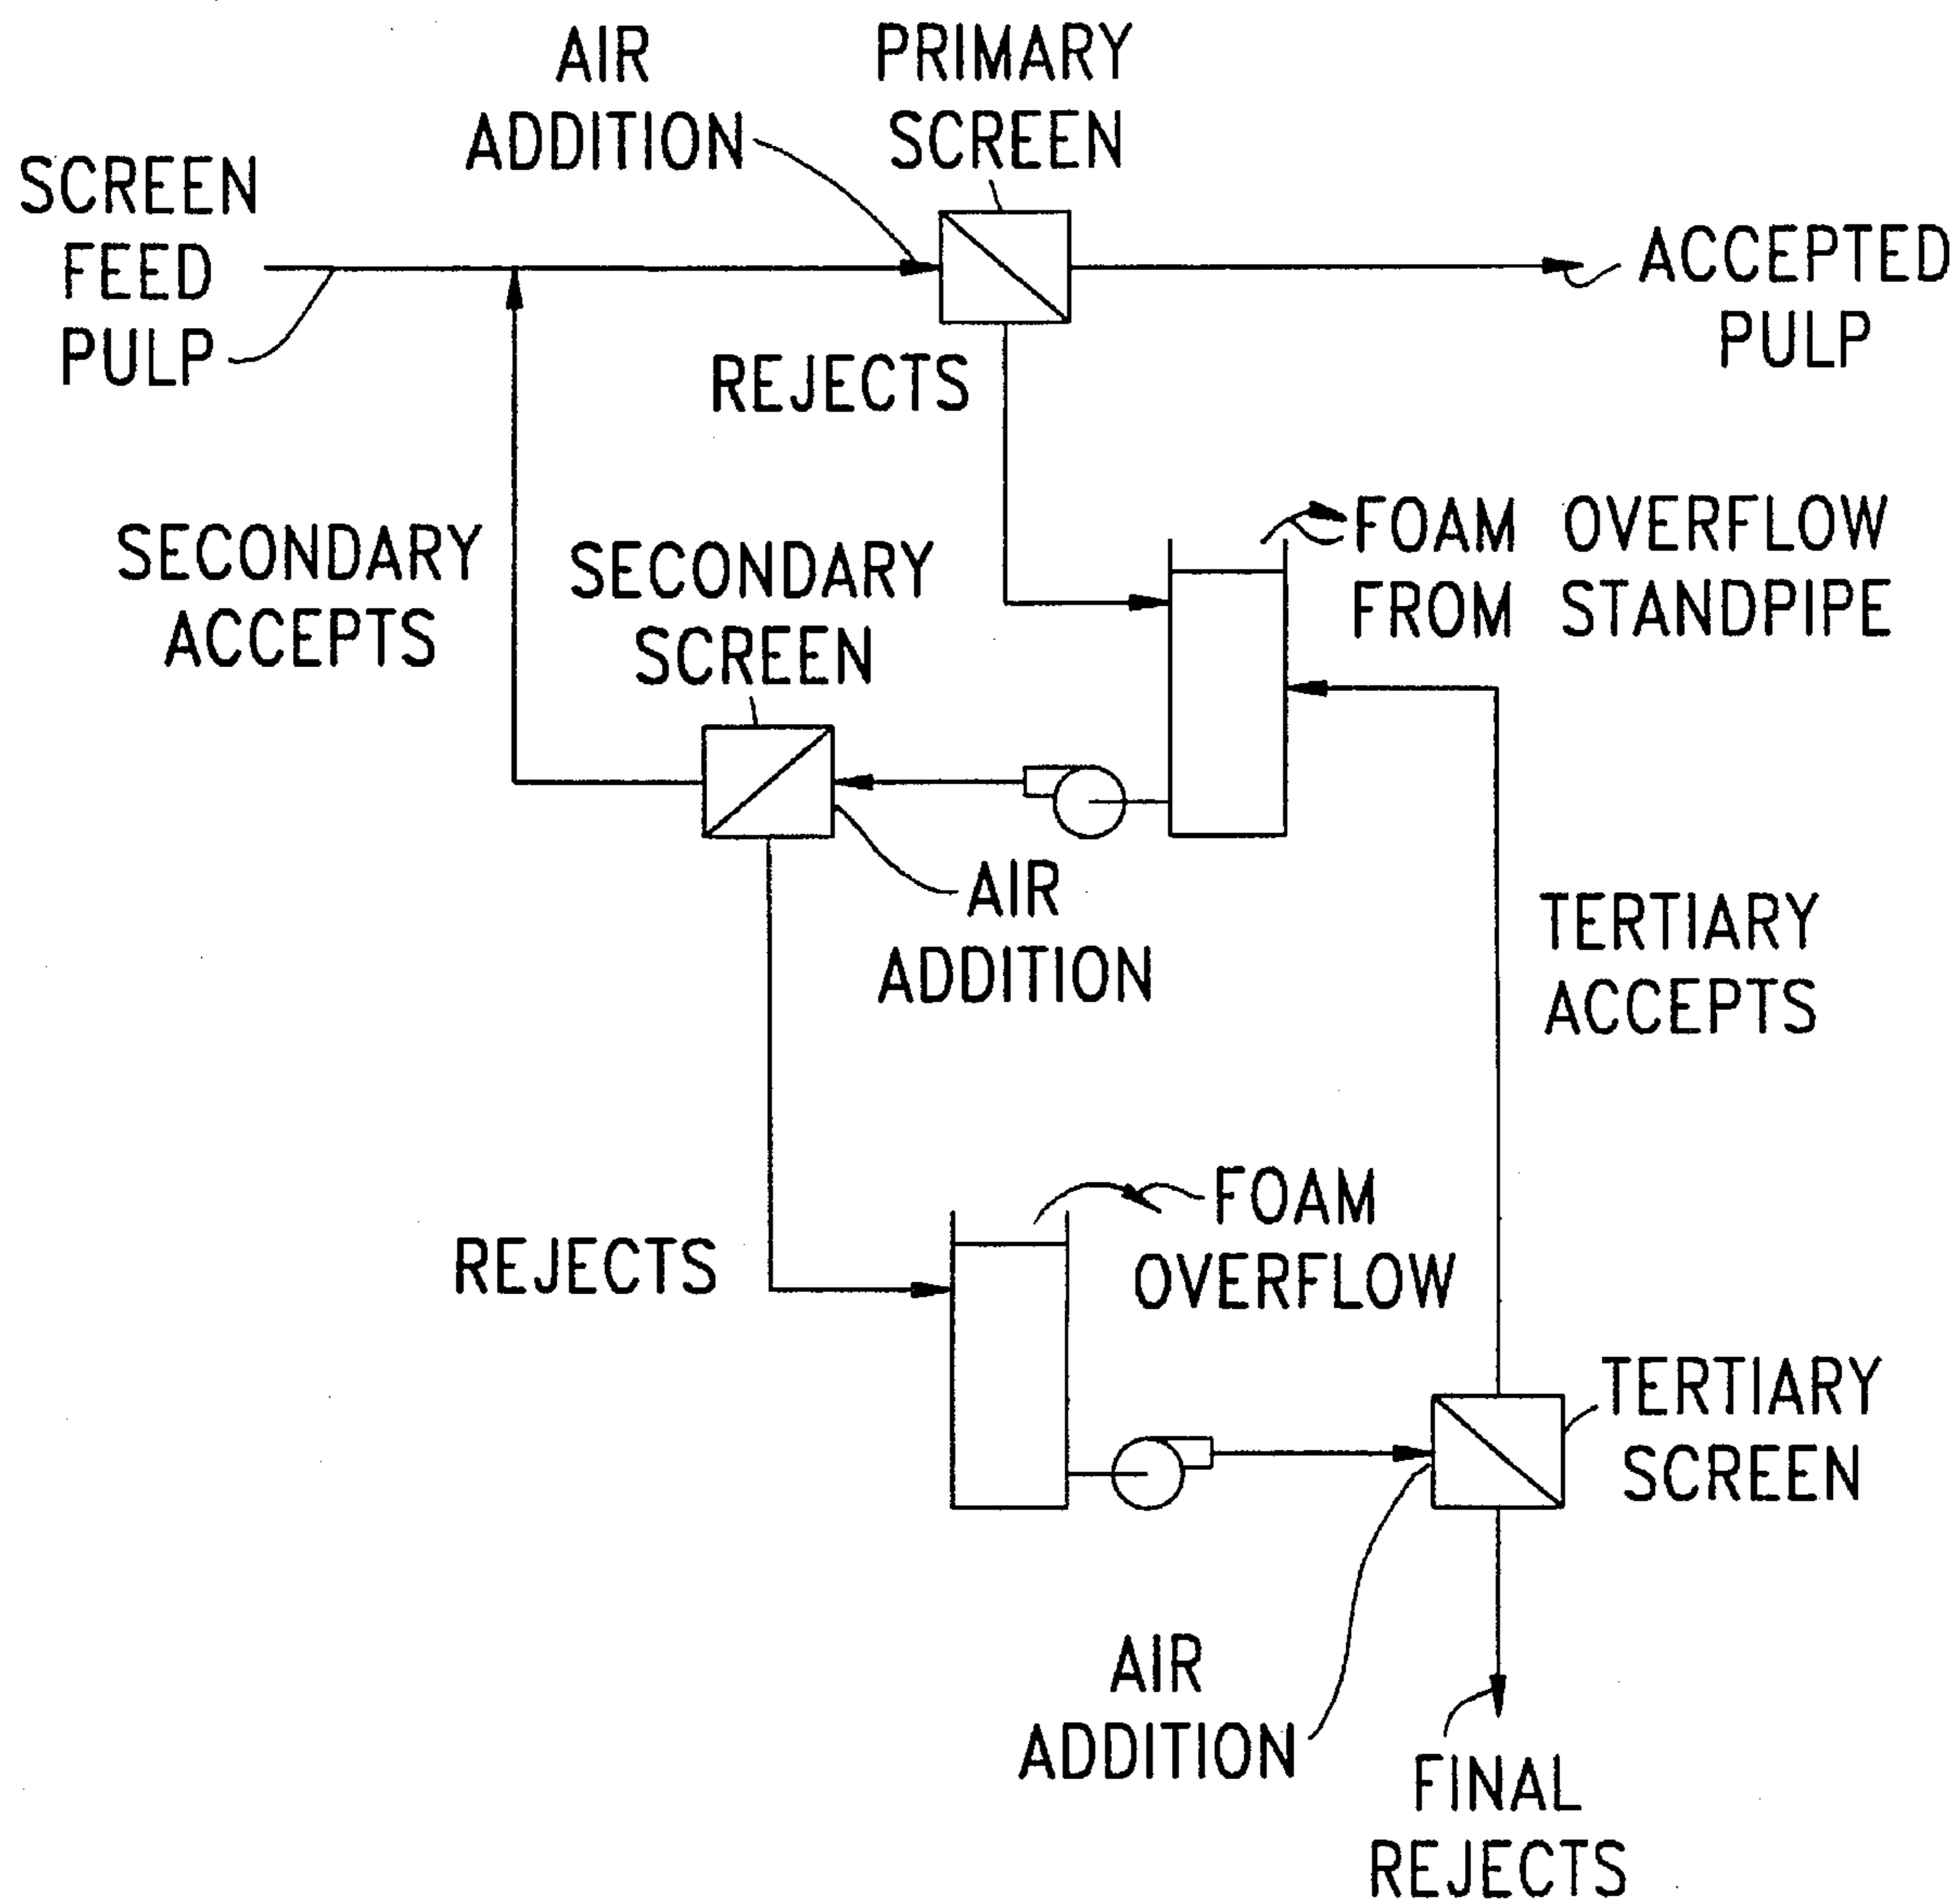 AIR
ADDITION
PRIMARY
SCREEN
SCREEN
FEED
PULP
ACCEPTED
PULP
REJECTS
FOAM OVERFLOW
FROM STANDPIPE
SECONDARY
ACCEPTS
SECONDARY
SCREEN
AIR
ADDITION
TERTIARY
ACCEPTS
FOAM
OVERFLOW
REJECTS
TERTIARY
SCREEN
AIR
ADDITION
FINAL
REJECTS